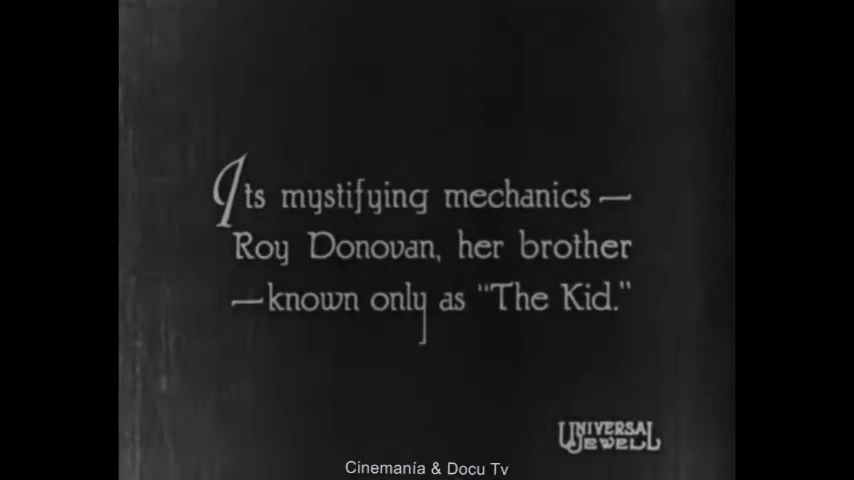 Its mystifying mechanics —
Roy Donovan, her brother
— known only as "The Kid."
UNIVERSAL
JEWELL
Cinemanía & Docu Tv